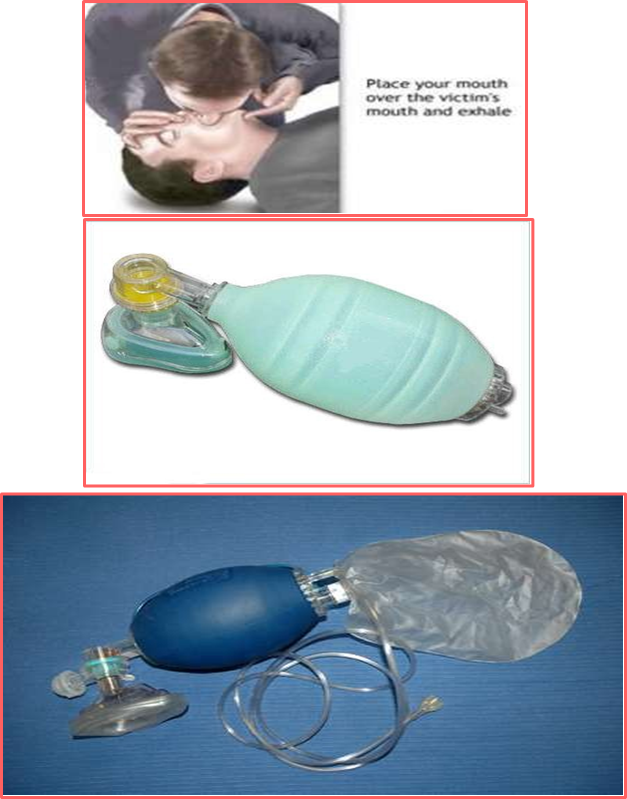 Place your mouth
over the victim's
mouth and exhale